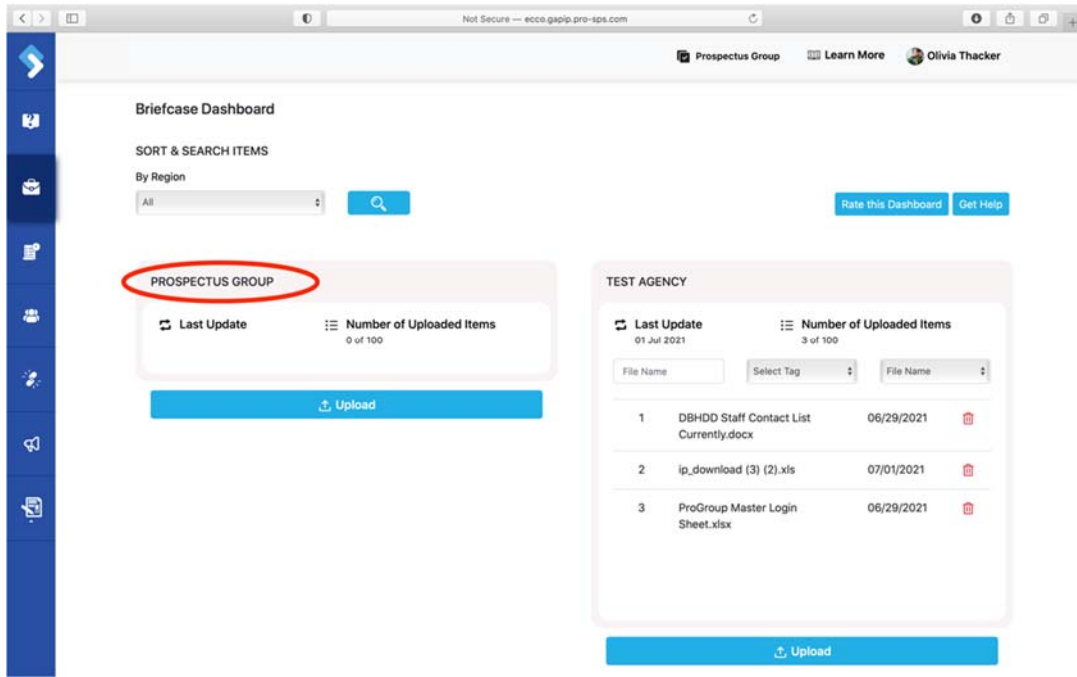 Not Secure — ecco.gapip.pro-sps.com
Prospectus Group Learn More Olivia Thacker
Briefcase Dashboard
SORT & SEARCH ITEMS
By Region
All
Rate this Dashboard Get Help
PROSPECTUS GROUP
Last Update Number of Uploaded Items
0 of 100
Upload
TEST AGENCY
Last Update Number of Uploaded Items
01 Jul 2021 3 of 100
File Name Select Tag File Name
1 DBHDD Staff Contact List 06/29/2021
Currently.docx
2 ip_download (3) (2).xls 07/01/2021
3 ProGroup Master Login 06/29/2021
Sheet.xlsx
Upload